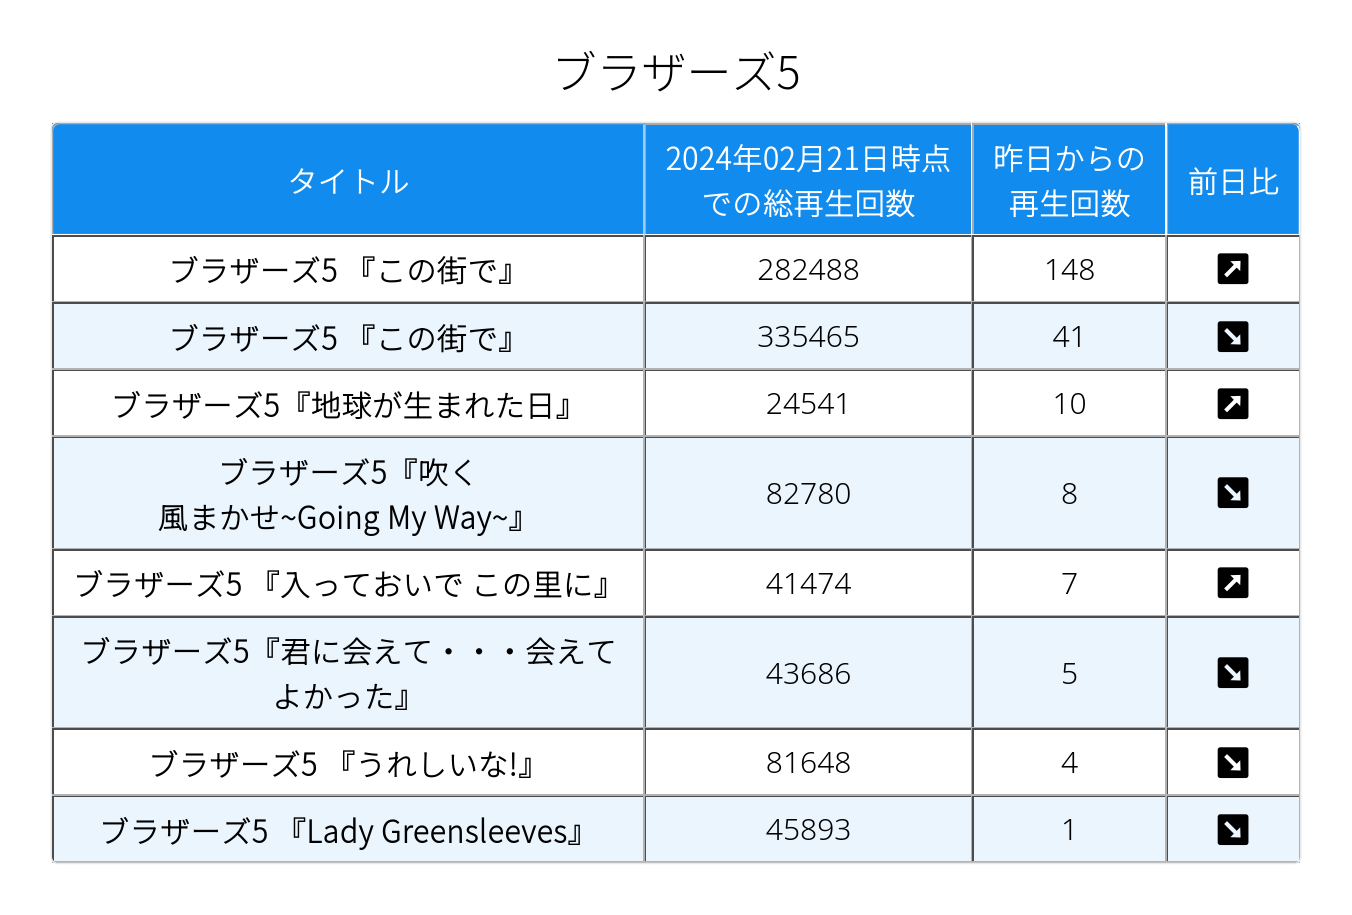 ブラザーズ5
タイトル
2024年02月21日時点
での総再生回数
昨日からの
再生回数
前日比
ブラザーズ5 『この街で』
282488
148
ブラザーズ5 『この街で』
335465
41
ブラザーズ5『地球が生まれた日』
24541
10
ブラザーズ5『吹く
風まかせ~Going My Way~』
82780
8
ブラザーズ5 『入っておいで この里に』
41474
7
ブラザーズ5『君に会えて・・・会えて
よかった』
43686
5
ブラザーズ5 『うれしいな!』
81648
4
ブラザーズ5 『Lady Greensleeves』
45893
1